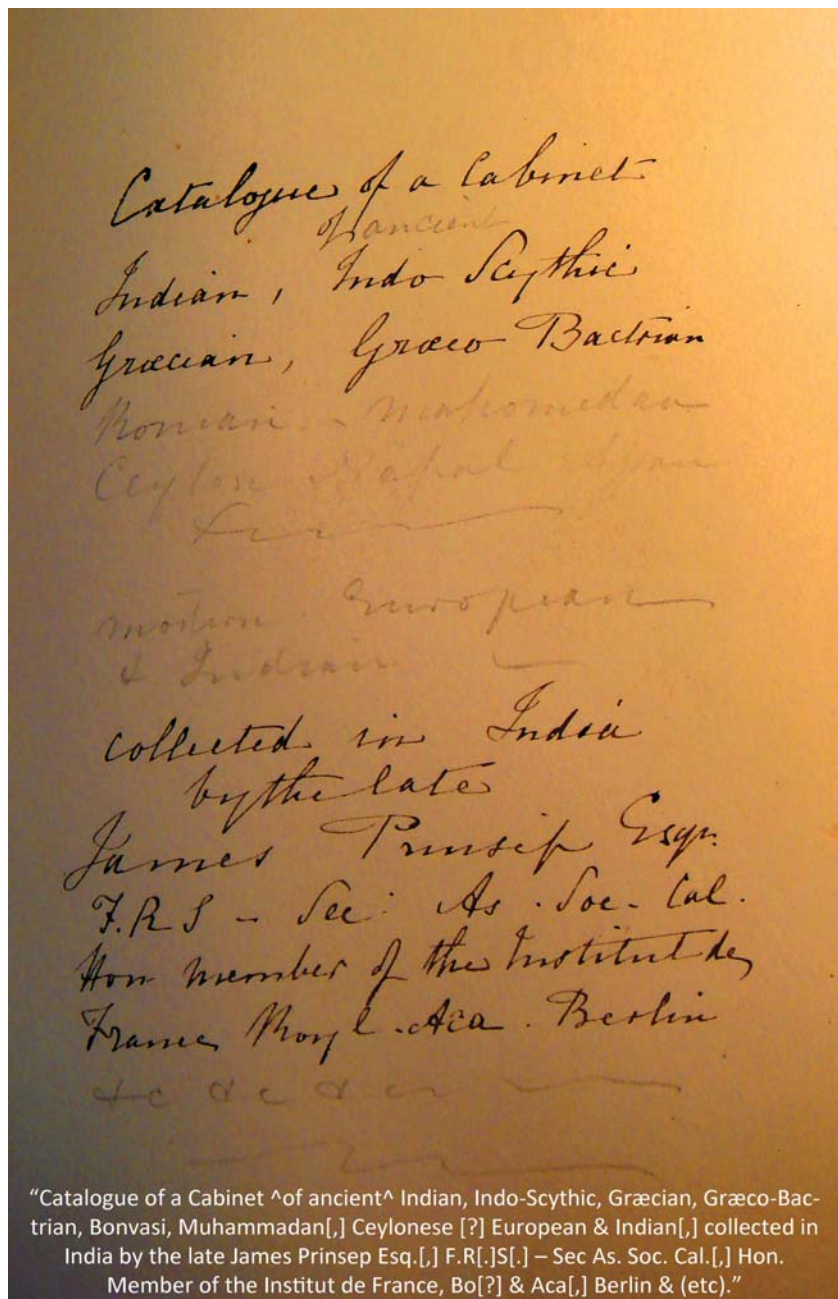 Catalogue of a Cabinet
of ancient
Indian, Indo Scythic
Græcian, Græco Bactrian
Roman - Mahomedan
Ceylon Nepal
modern European
& Indian
collected in India
by the late
James Prinsep Esqr.
F.R S - Sec: As. Soc. Cal.
Hon member of the Institut de
France Royl. Aca. Berlin
&c &c &c
“Catalogue of a Cabinet ^of ancient^ Indian, Indo-Scythic, Græcian, Græco-Bac-
trian, Bonvasi, Muhammadan[,] Ceylonese [?] European & Indian[,] collected in
India by the late James Prinsep Esq.[,] F.R[.]S[.] – Sec As. Soc. Cal.[,] Hon.
Member of the Institut de France, Bo[?] & Aca[,] Berlin & (etc).”